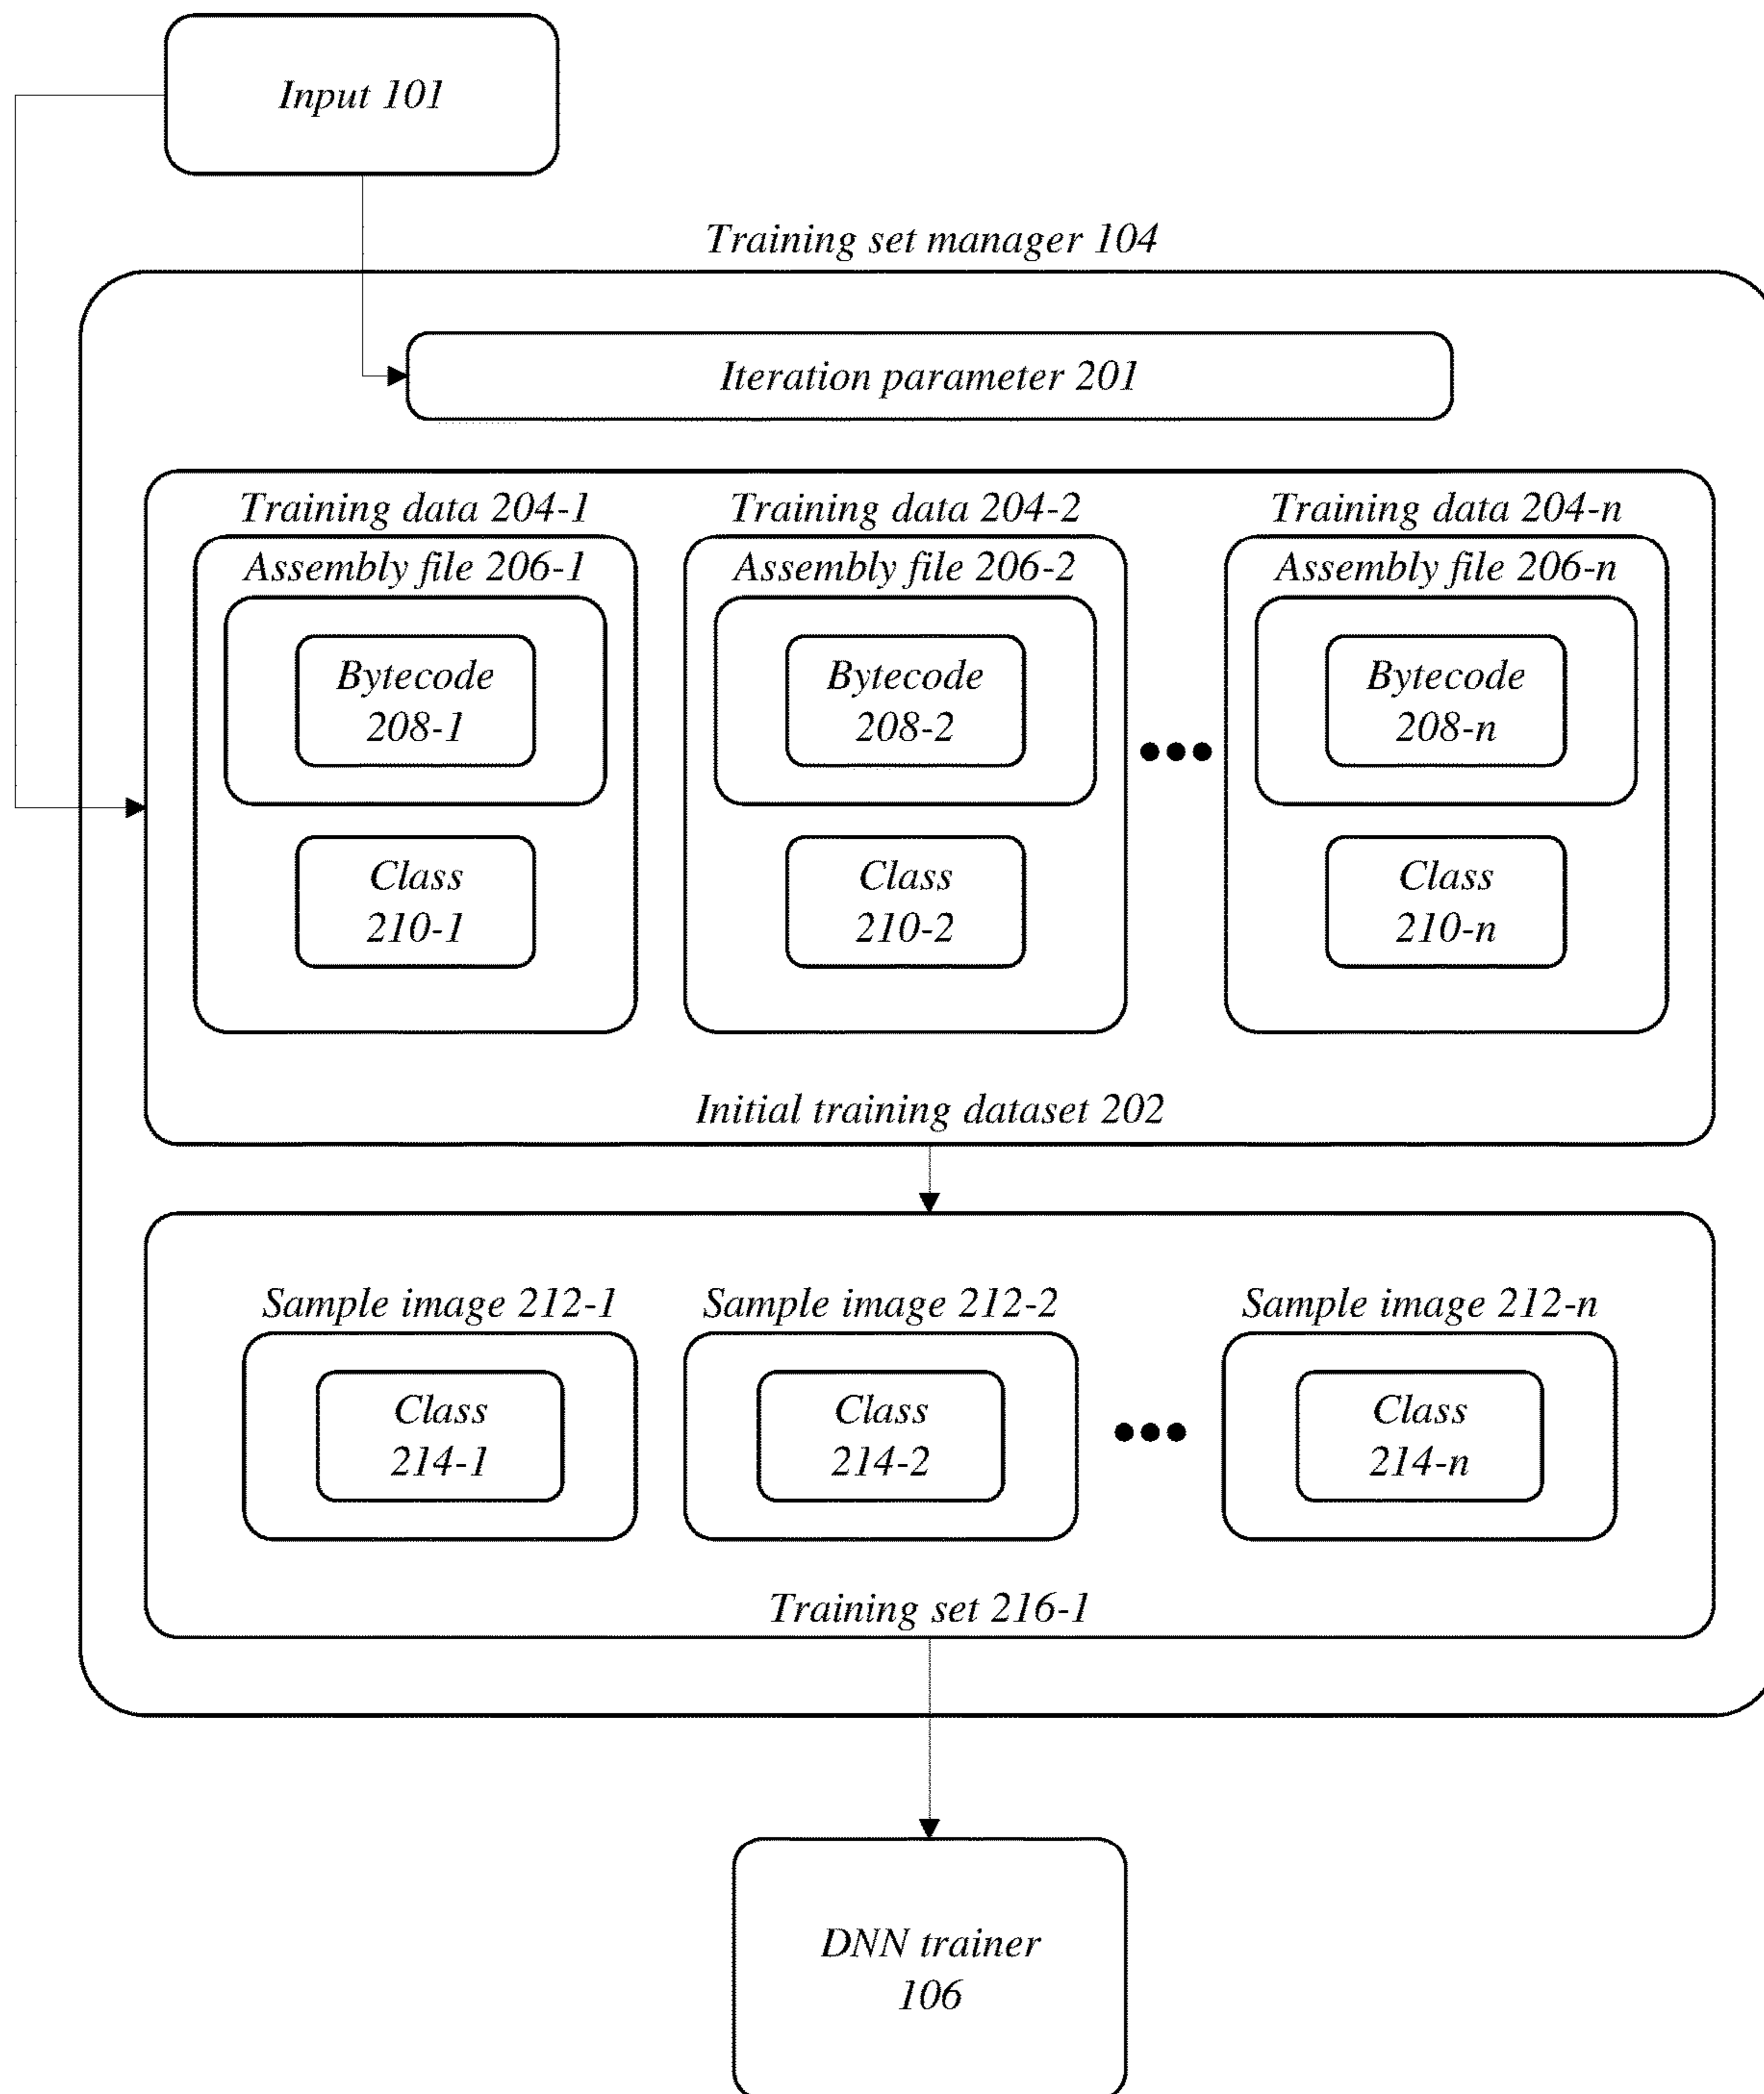 Input 101
Training set manager 104
Iteration parameter 201
Training data 204-1 Training data 204-2 Training data 204-n
Assembly file 206-1 Assembly file 206-2 Assembly file 206-n
Bytecode Bytecode Bytecode
208-1 208-2 208-n
Class Class Class
210-1 210-2 210-n
Initial training dataset 202
Sample image 212-1 Sample image 212-2 Sample image 212-n
Class Class Class
214-1 214-2 214-n
Training set 216-1
DNN trainer
106